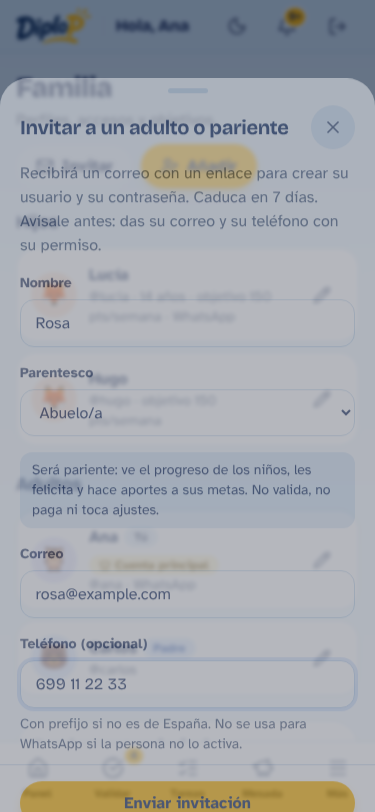 DiploP
Hola, Ana
Familia
Invitar a un adulto o pariente
Recibirá un correo con un enlace para crear su
usuario y su contraseña. Caduca en 7 días.
Avísale antes: das su correo y su teléfono con
su permiso.
Nombre
Rosa
Parentesco
Abuelo/a
Será pariente: ve el progreso de los niños, les
felicita y hace aportes a sus metas. No valida, no
paga ni toca ajustes.
Correo
rosa@example.com
Teléfono (opcional)
699 11 22 33
Con prefijo si no es de España. No se usa para
WhatsApp si la persona no lo activa.
Enviar invitación